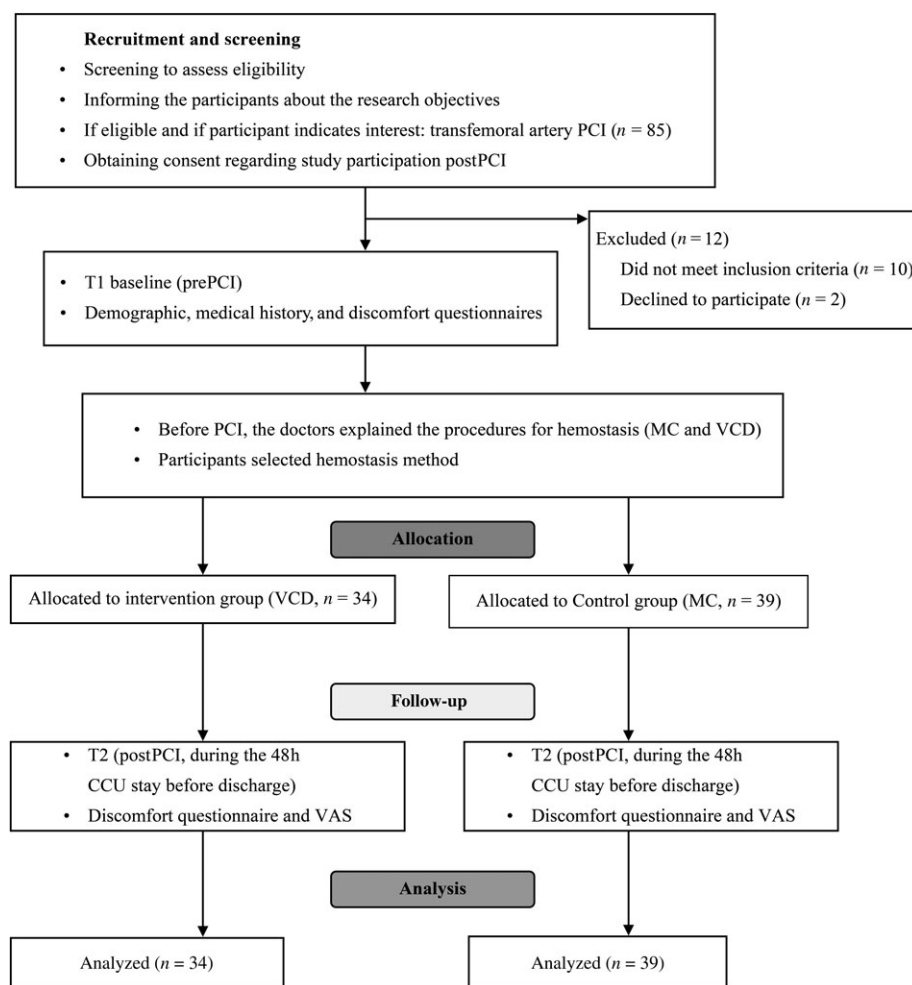 Recruitment and screening
• Screening to assess eligibility
• Informing the participants about the research objectives
• If eligible and if participant indicates interest: transfemoral artery PCI (n = 85)
• Obtaining consent regarding study participation postPCI
Excluded (n = 12)
Did not meet inclusion criteria (n = 10)
Declined to participate (n = 2)
• T1 baseline (prePCI)
• Demographic, medical history, and discomfort questionnaires
• Before PCI, the doctors explained the procedures for hemostasis (MC and VCD)
• Participants selected hemostasis method
Allocation
Allocated to intervention group (VCD, n = 34)
Allocated to Control group (MC, n = 39)
Follow-up
• T2 (postPCI, during the 48h
CCU stay before discharge)
• Discomfort questionnaire and VAS
• T2 (postPCI, during the 48h
CCU stay before discharge)
• Discomfort questionnaire and VAS
Analysis
Analyzed (n = 34)
Analyzed (n = 39)